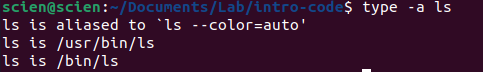 scien@scien:~/Documents/Lab/intro-code$ type -a ls
ls is aliased to `ls --color=auto'
ls is /usr/bin/ls
ls is /bin/ls